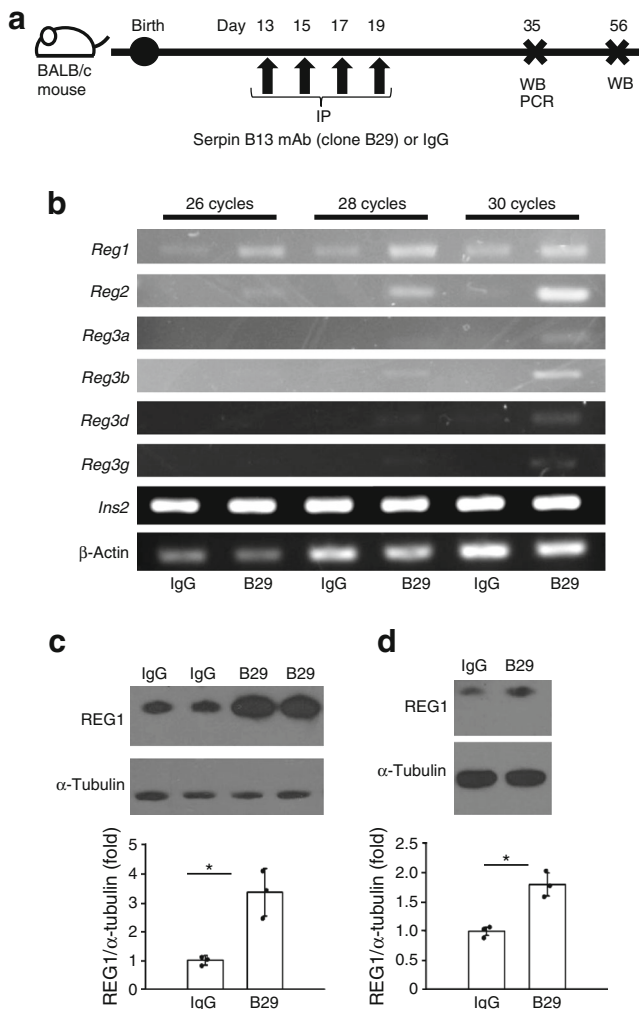 a
Birth
Day 13 15 17 19 35 56
BALB/c
mouse
WB
PCR
WB
IP
Serpin B13 mAb (clone B29) or IgG
b
26 cycles 28 cycles 30 cycles
Reg1
Reg2
Reg3a
Reg3b
Reg3d
Reg3g
Ins2
β-Actin
IgG B29 IgG B29 IgG B29
c
IgG IgG B29 B29
REG1
α-Tubulin
REG1/α-tubulin (fold)
5
4
3
2
1
0
*
IgG B29
d
IgG B29
REG1
α-Tubulin
REG1/α-tubulin (fold)
2.5
2.0
1.5
1.0
0.5
0.0
*
IgG B29